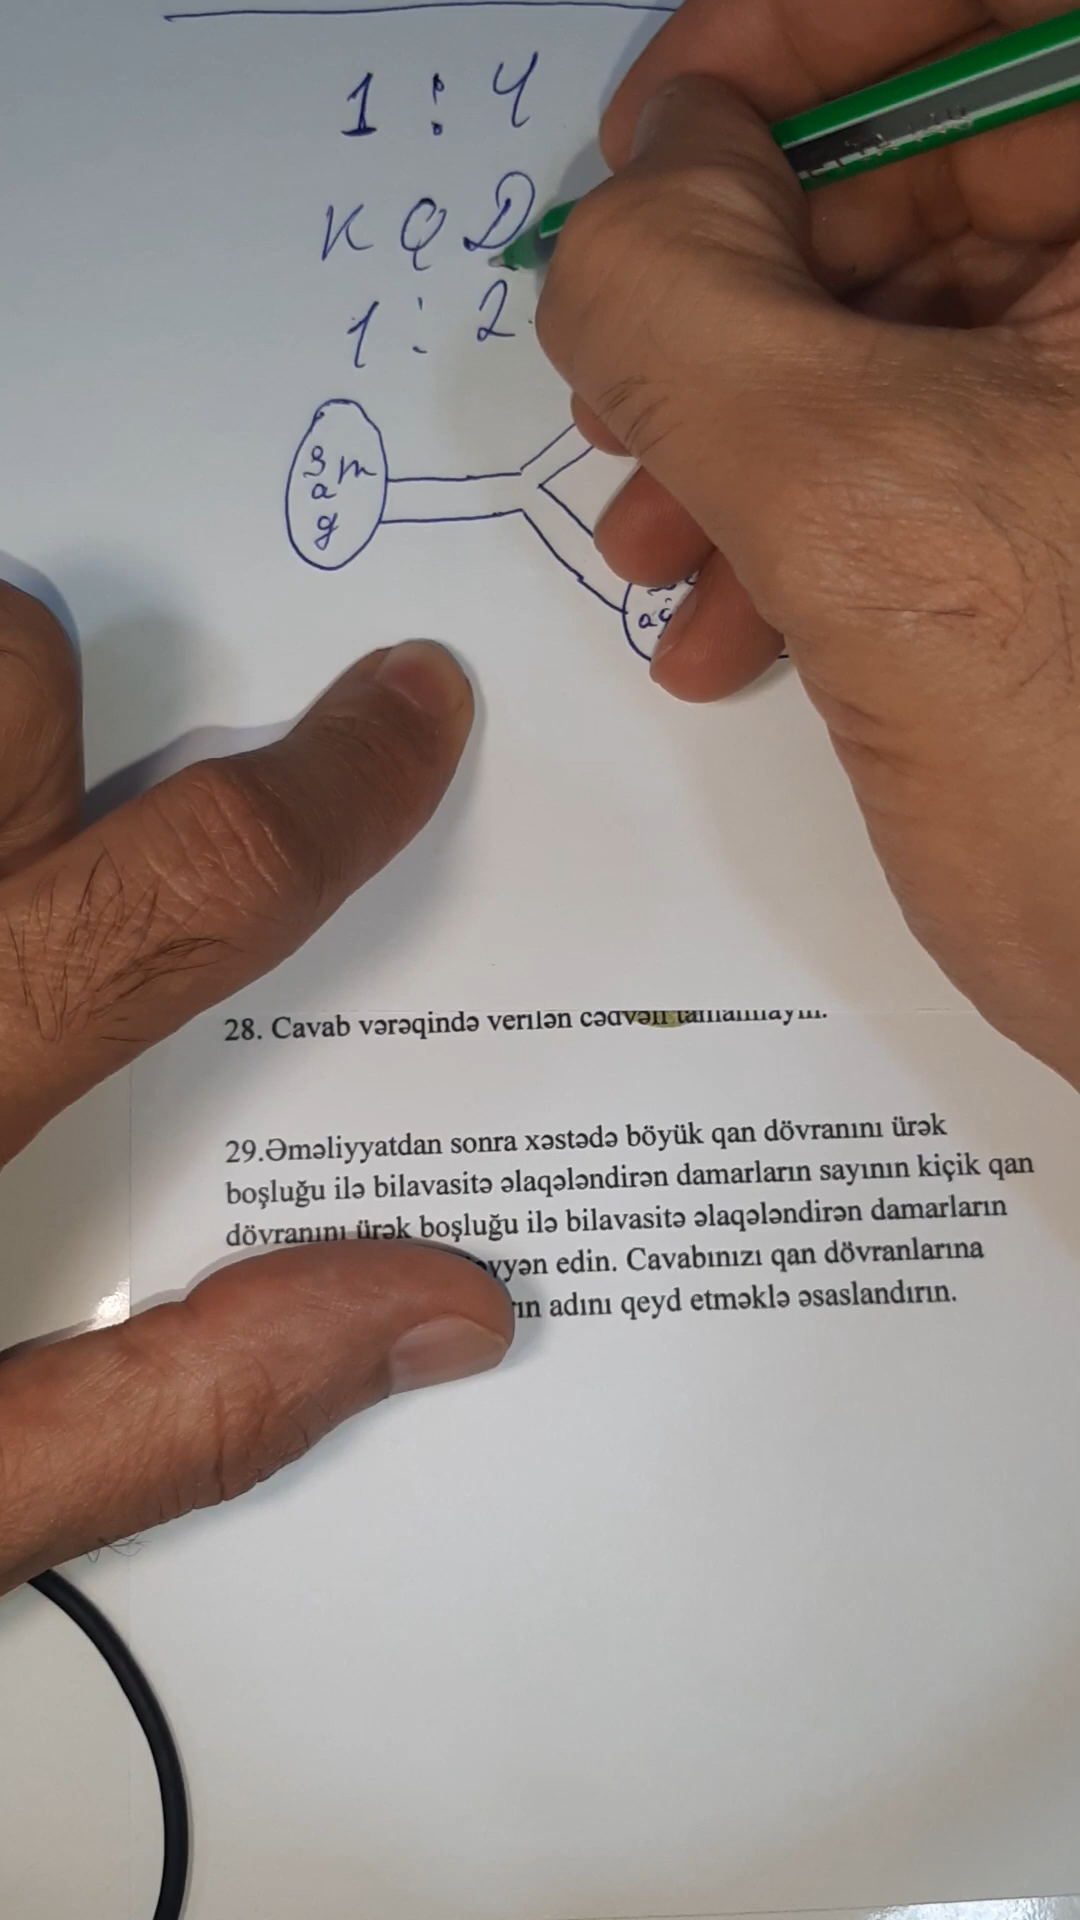 1 : 4
K Q D
1 : 2
s m
a
g
aç
28. Cavab vərəqində verilən cədvəli tamamlayın.
29.Əməliyyatdan sonra xəstədə böyük qan dövranını ürək
boşluğu ilə bilavasitə əlaqələndirən damarların sayının kiçik qan
dövranını ürək boşluğu ilə bilavasitə əlaqələndirən damarların
edin. Cavabınızı qan dövranlarına
adını qeyd etməklə əsaslandırın.